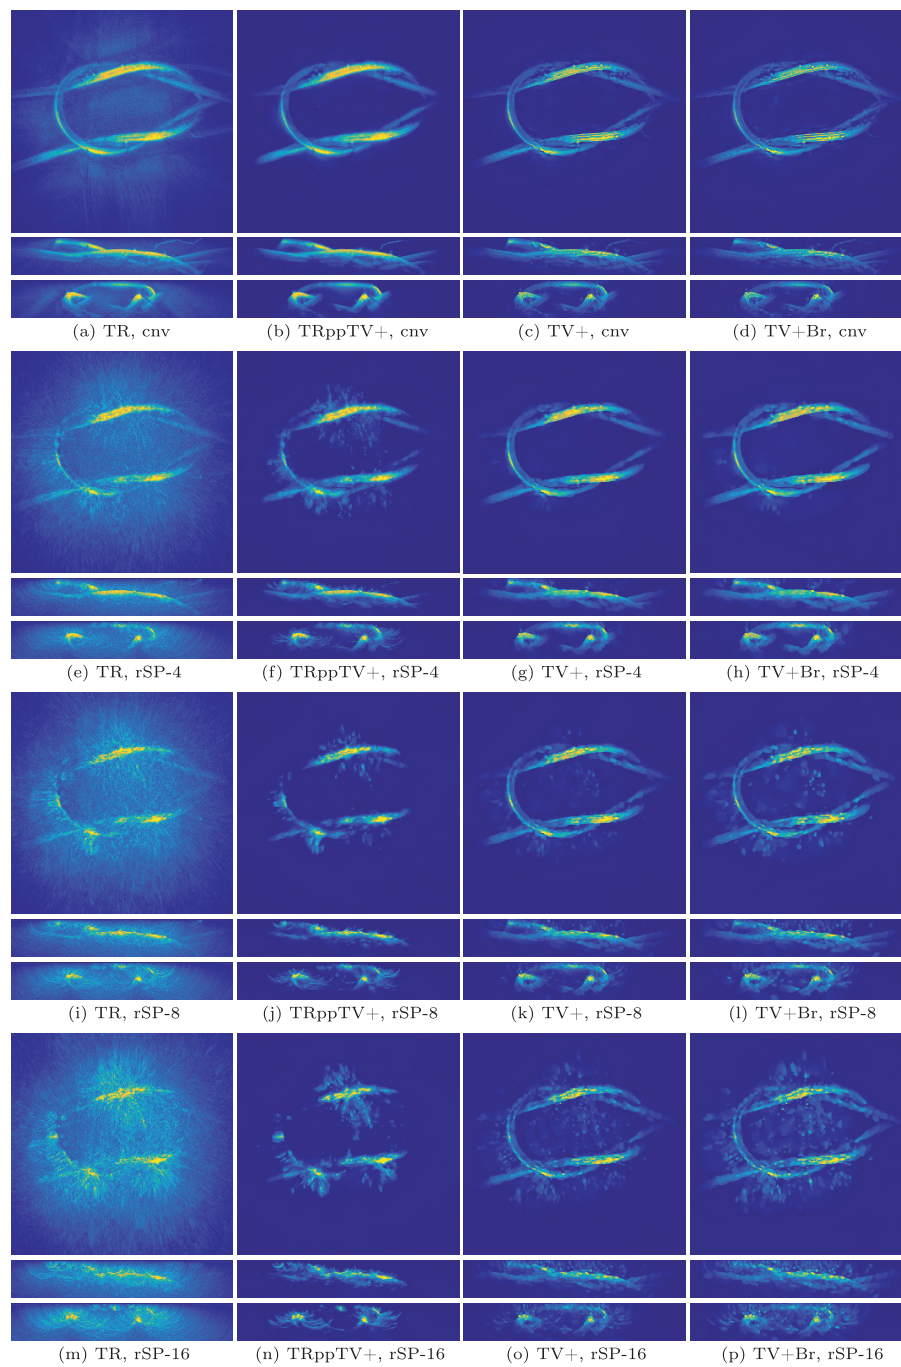 (a) TR, cnv
(b) TRppTV+, cnv
(c) TV+, cnv
(d) TV+Br, cnv
(e) TR, rSP-4
(f) TRppTV+, rSP-4
(g) TV+, rSP-4
(h) TV+Br, rSP-4
(i) TR, rSP-8
(j) TRppTV+, rSP-8
(k) TV+, rSP-8
(l) TV+Br, rSP-8
(m) TR, rSP-16
(n) TRppTV+, rSP-16
(o) TV+, rSP-16
(p) TV+Br, rSP-16